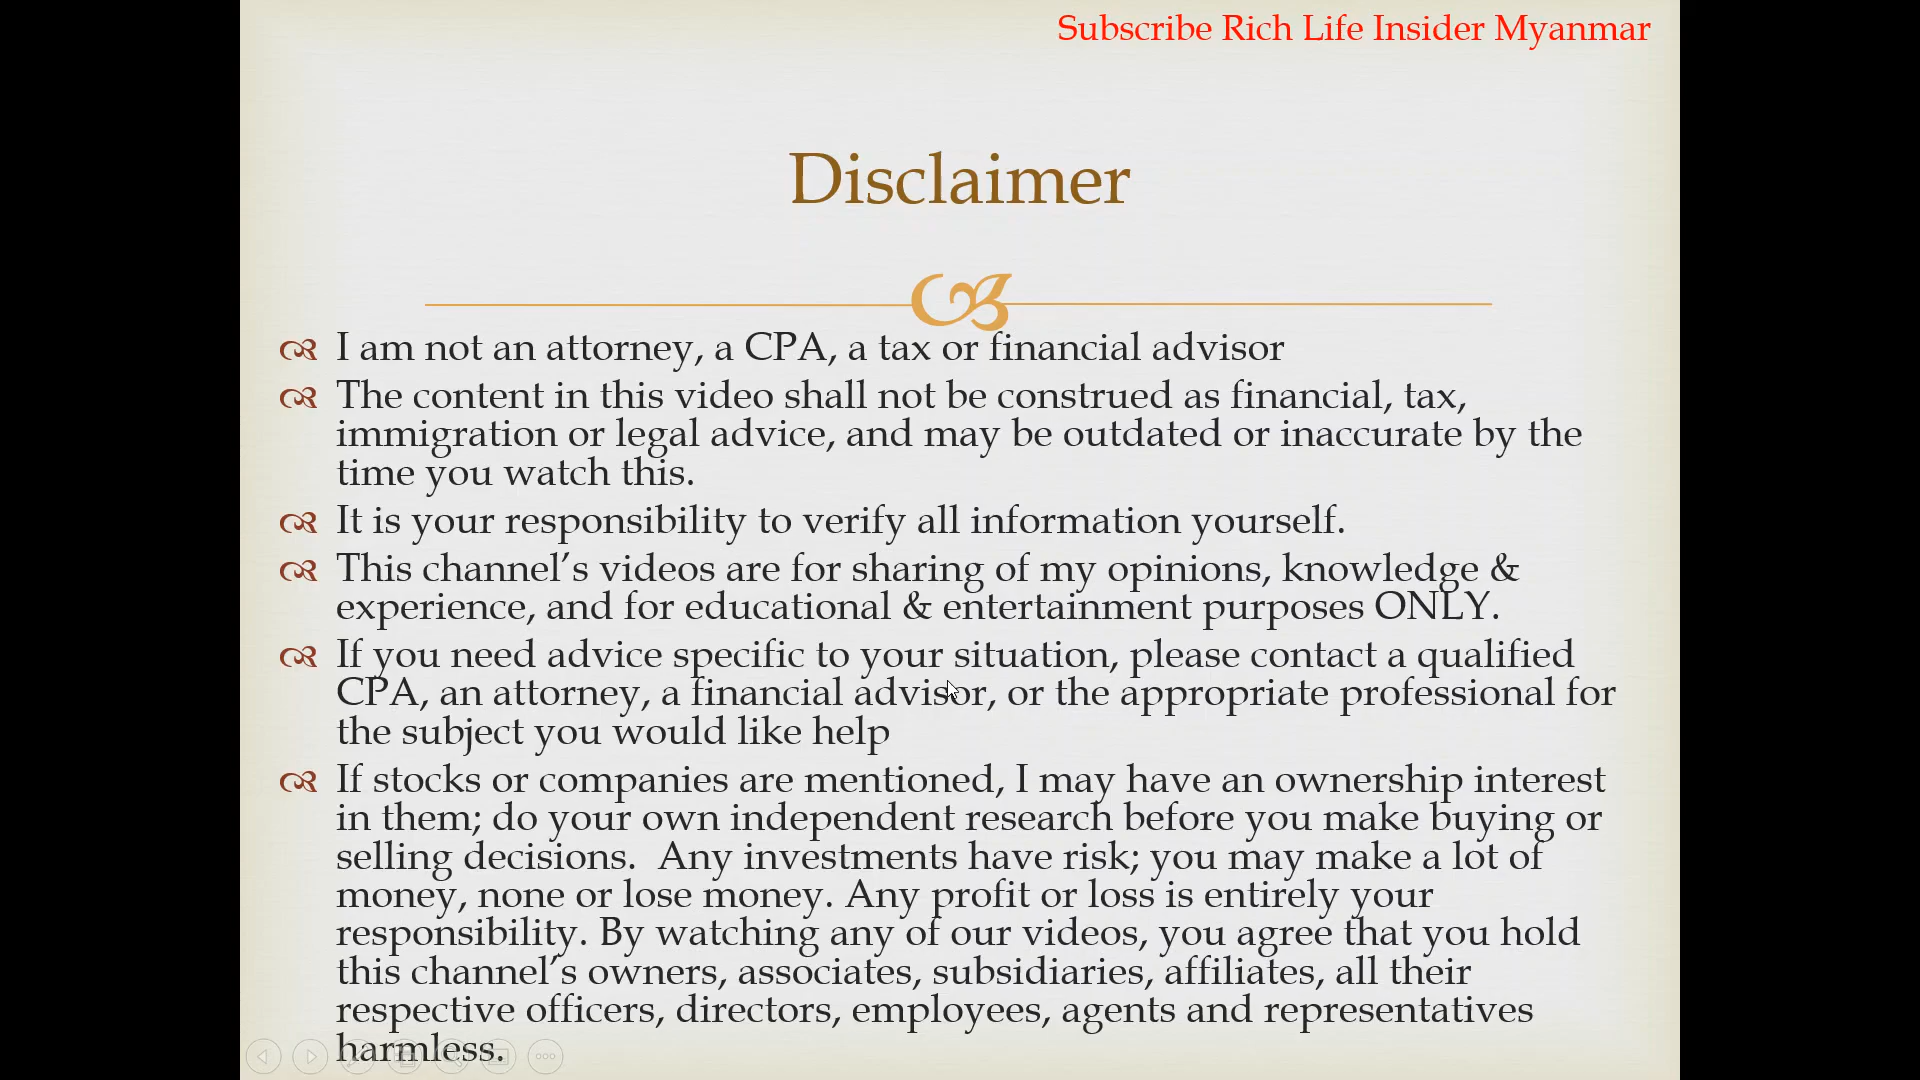 Subscribe Rich Life Insider Myanmar
Disclaimer
I am not an attorney, a CPA, a tax or financial advisor
The content in this video shall not be construed as financial, tax,
immigration or legal advice, and may be outdated or inaccurate by the
time you watch this.
It is your responsibility to verify all information yourself.
This channel’s videos are for sharing of my opinions, knowledge &
experience, and for educational & entertainment purposes ONLY.
If you need advice specific to your situation, please contact a qualified
CPA, an attorney, a financial advisor, or the appropriate professional for
the subject you would like help
If stocks or companies are mentioned, I may have an ownership interest
in them; do your own independent research before you make buying or
selling decisions.  Any investments have risk; you may make a lot of
money, none or lose money. Any profit or loss is entirely your
responsibility. By watching any of our videos, you agree that you hold
this channel’s owners, associates, subsidiaries, affiliates, all their
respective officers, directors, employees, agents and representatives
harmless.